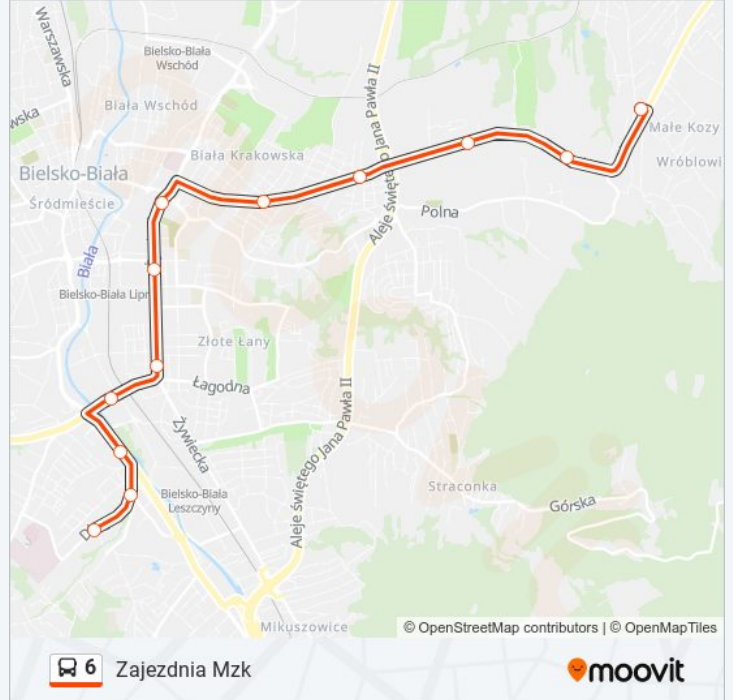 Warszawska
Bielsko-Biała
Wschód
Biała Wschód
wska
Biała Krakowska
Aleje świętego Jana Pawła II
Małe Kozy
Wróblowi
Bielsko-Biała
Śródmieście
Polna
Biała
Bielsko-Biała Lipn
Złote Łany
Łagodna
Aleje świętego Jana Pawła II
Żywiecka
Straconka
Bielsko-Biała
Leszczyny
Górska
Mikuszowice
© OpenStreetMap contributors | © OpenMapTiles
6 Zajezdnia Mzk
moovit